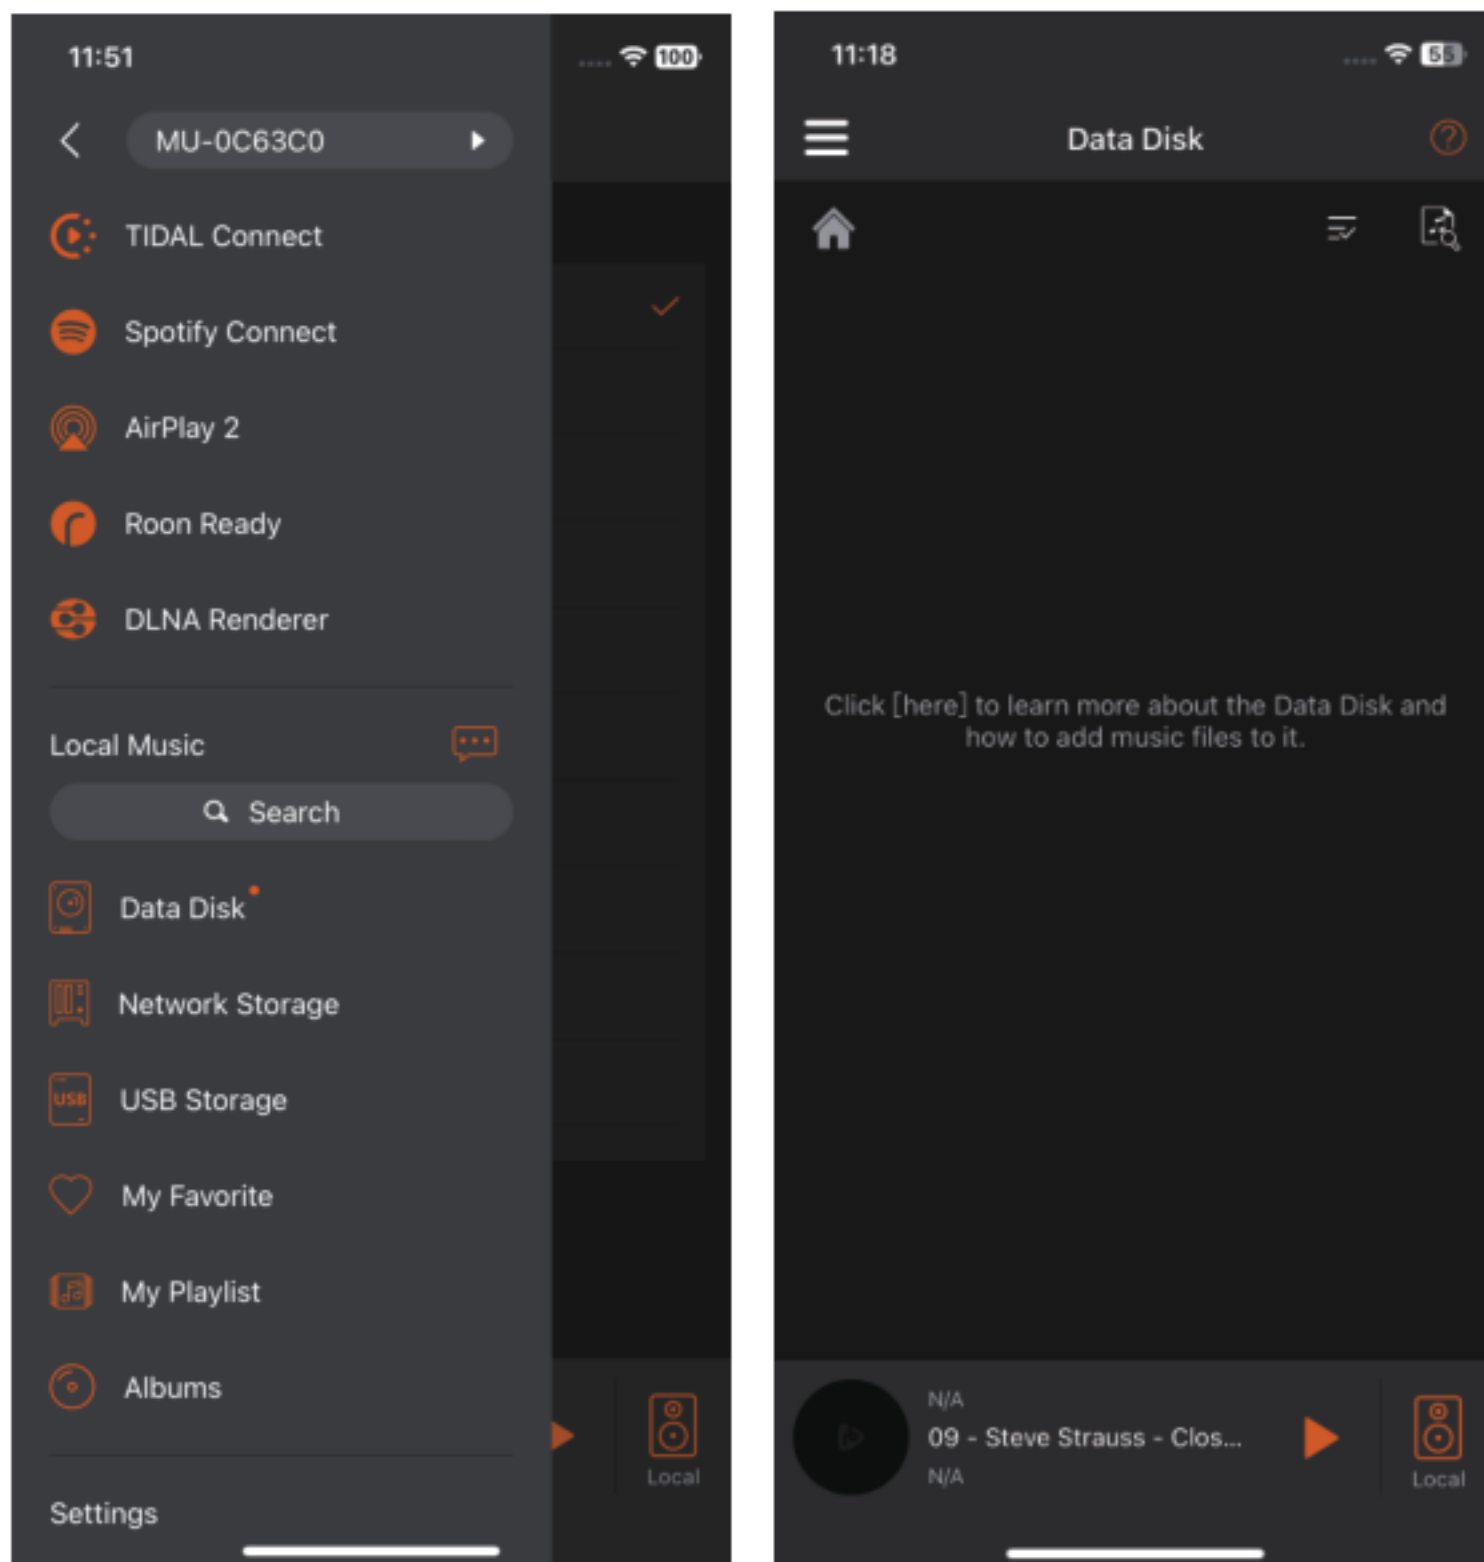 11:51
100
MU-0C63C0
TIDAL Connect
Spotify Connect
AirPlay 2
Roon Ready
DLNA Renderer
Local Music
Search
Data Disk
Network Storage
USB
USB Storage
My Favorite
My Playlist
Albums
Local
Settings
11:18
55
Data Disk
?
Click [here] to learn more about the Data Disk and
how to add music files to it.
N/A
09 - Steve Strauss - Clos...
N/A
Local